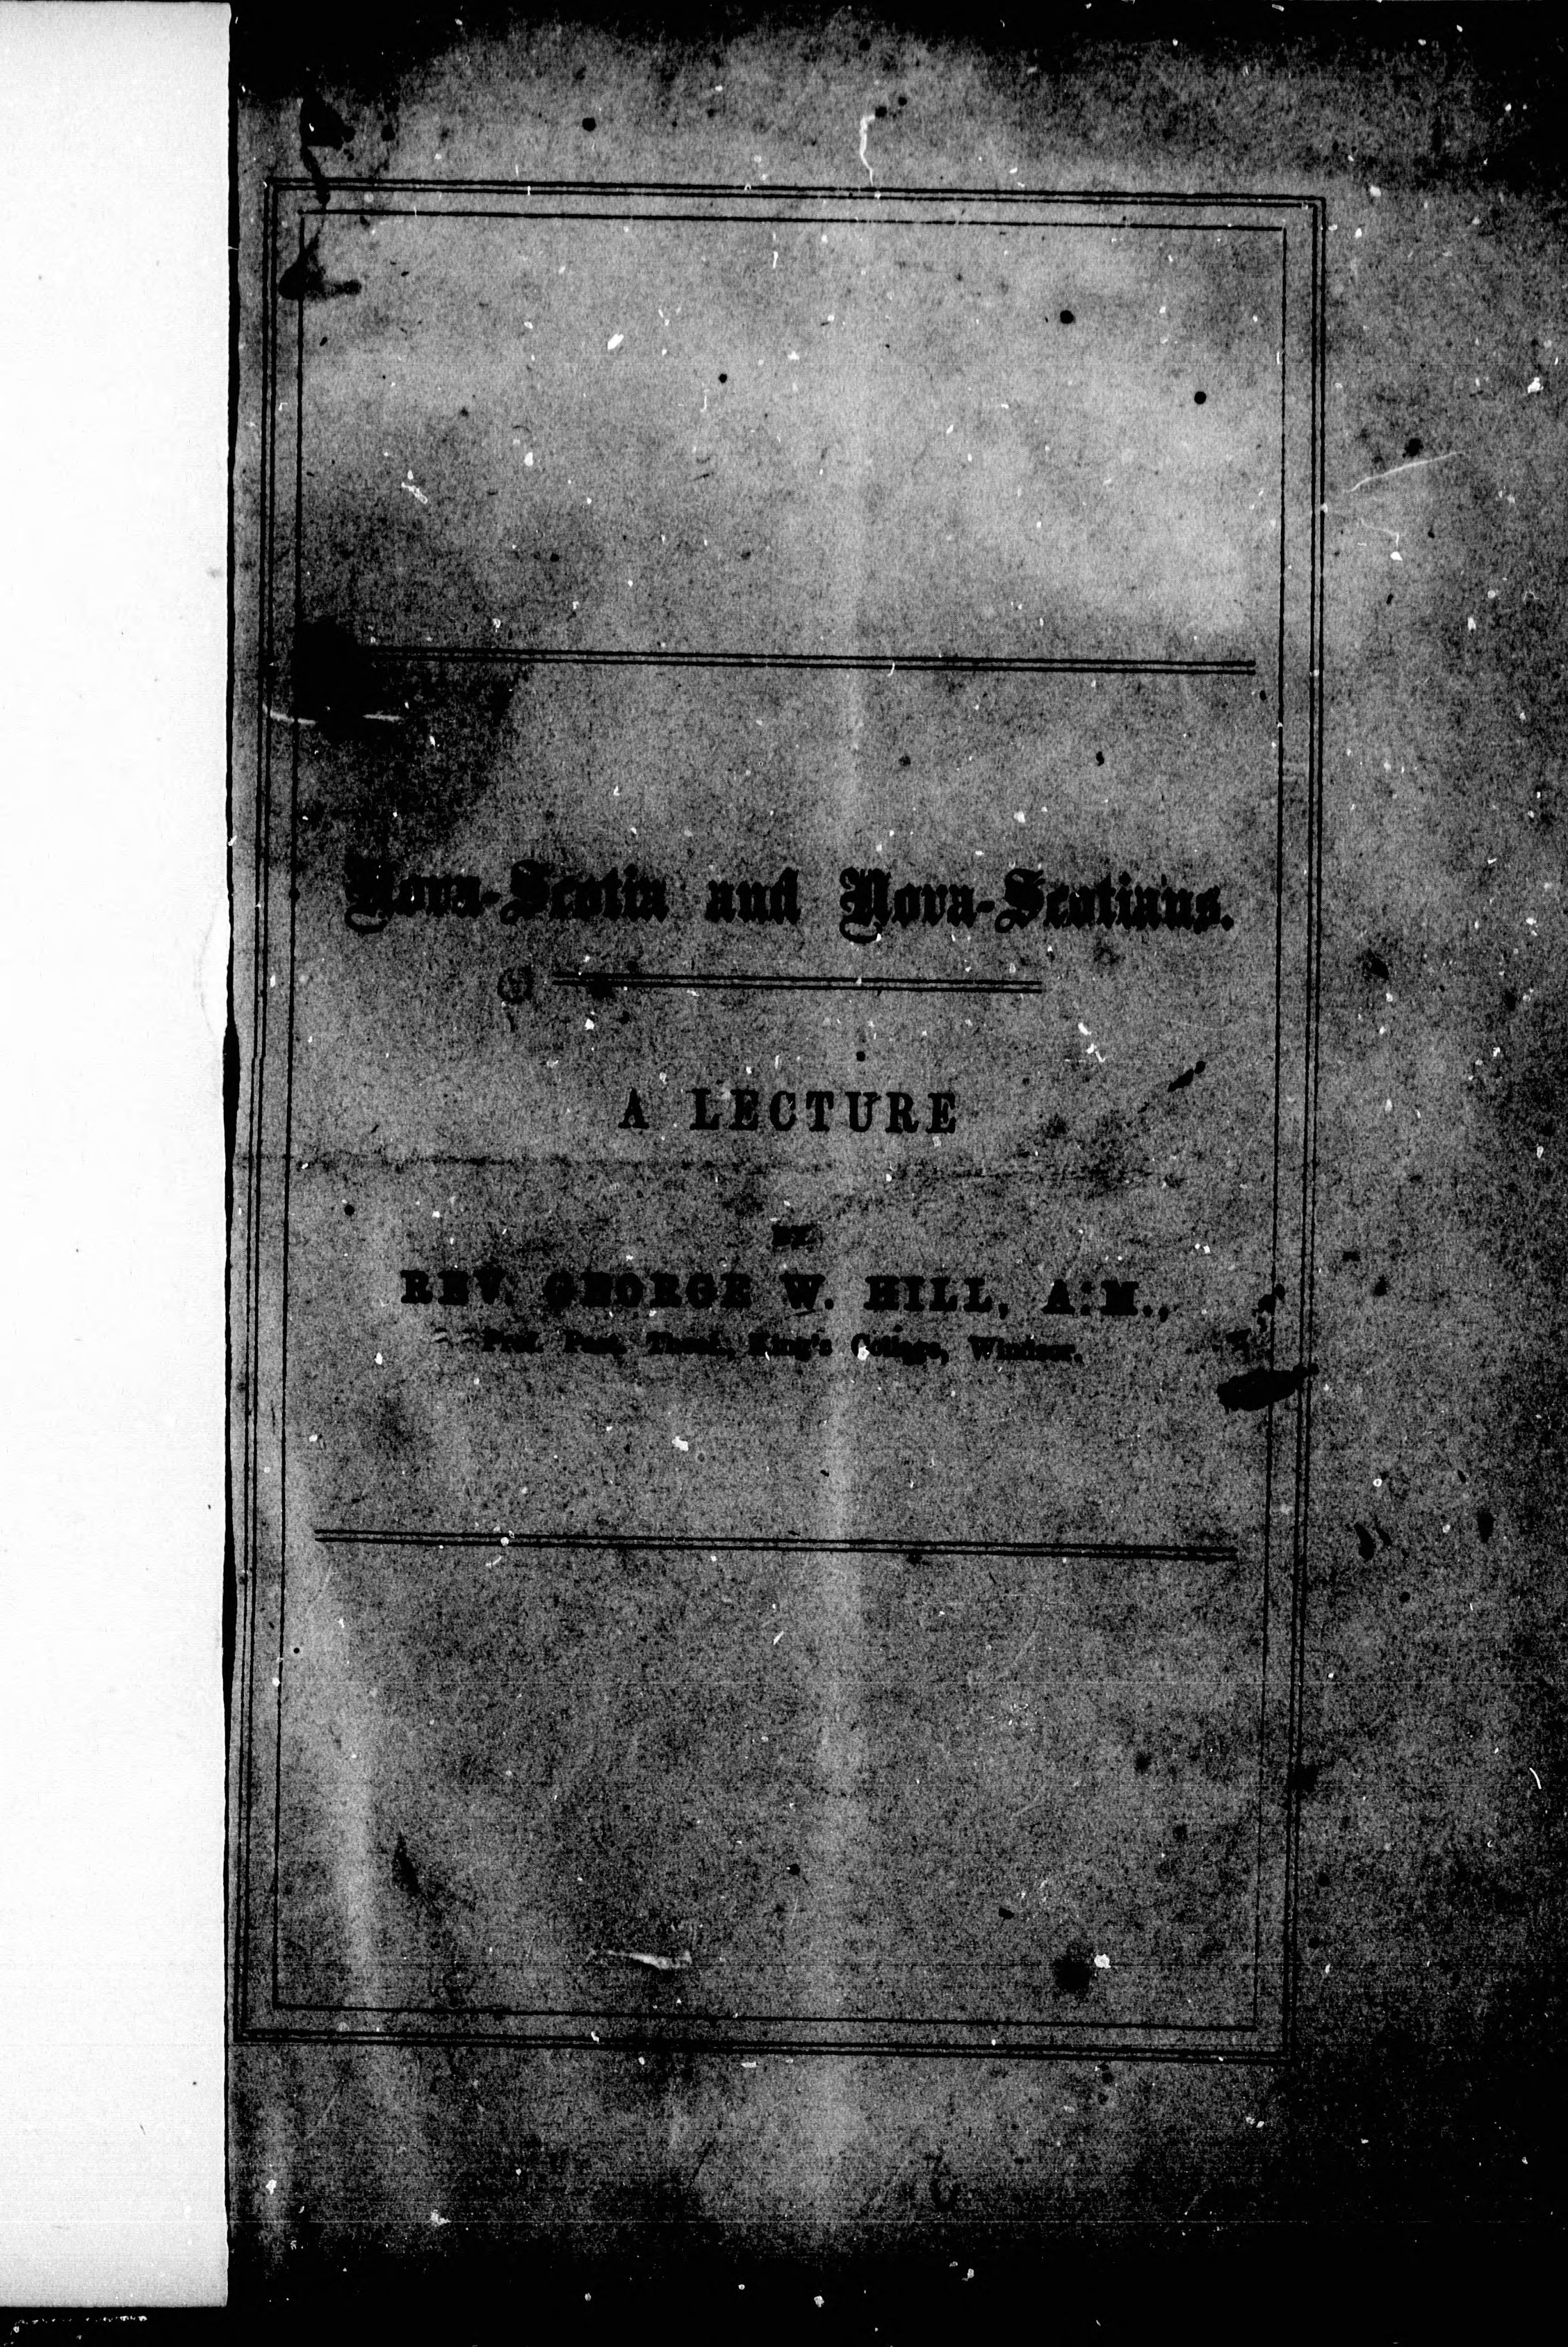 Nova-Scotia and Nova-Scotians.
A LECTURE
BY
REV. GEORGE W. HILL, A.M.,
Prof. Past. Theol., King's College, Windsor.